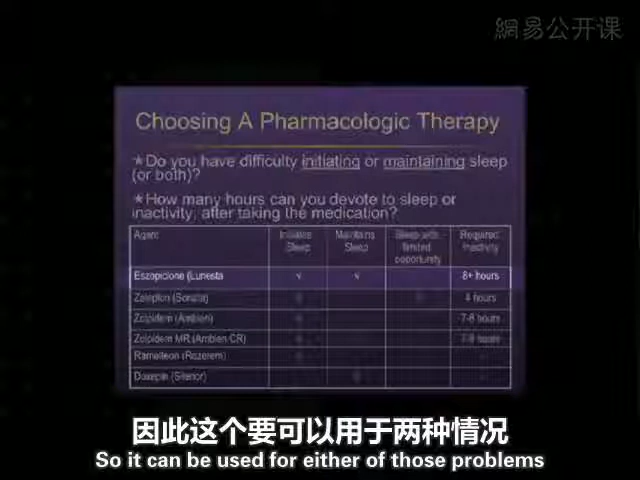 網易公开课
Choosing A Pharmacologic Therapy
*Do you have difficulty initiating or maintaining sleep
(or both)?
*How many hours can you devote to sleep or
inactivity, after taking the medication?
Agent Initiates Sleep Maintains Sleep Sleep with limited opportunity Required Inactivity
Eszopiclone (Lunesta √ √ 8+ hours
Zaleplon (Sonata) 4 hours
Zolpidem (Ambien) 7-8 hours
Zolpidem MR (Ambien CR) 7-8 hours
Ramelteon (Rozerem)
Doxepin (Silenor)
因此这个要可以用于两种情况
So it can be used for either of those problems